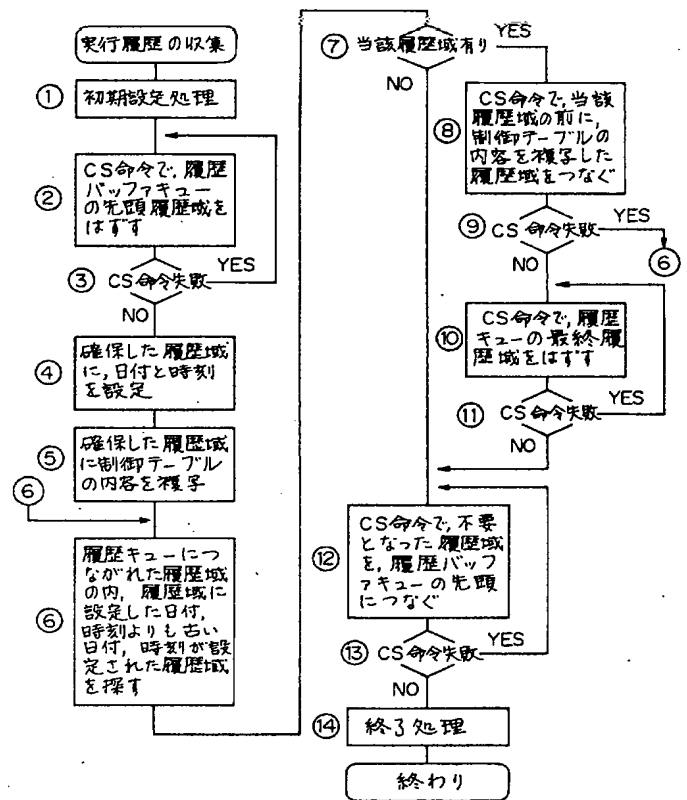 実行履歴の収集
①
初期設定処理
②
CS命令で,履歴
バッファキュー
の先頭履歴域を
はずす
③
CS命令失敗
YES
NO
④
確保した履歴域
に,日付と時刻
を設定
⑤
確保した履歴域
に制御テーブル
の内容を複写
⑥
⑥
履歴キューにつ
ながれた履歴域
の内,履歴域に
設定した日付,
時刻よりも古い
日付,時刻が設
定された履歴域
を探す
⑦
当該履歴域有り
YES
NO
⑧
CS命令で,当該
履歴域の前に,
制御テーブルの
内容を複写した
履歴域をつなぐ
⑨
CS命令失敗
YES
⑥
NO
⑩
CS命令で,履歴
キューの最終履
歴域をはずす
⑪
CS命令失敗
YES
NO
⑫
CS命令で,不要
となった履歴域
を,履歴バッフ
ァキューの先頭
につなぐ
⑬
CS命令失敗
YES
NO
⑭
終了処理
終わり